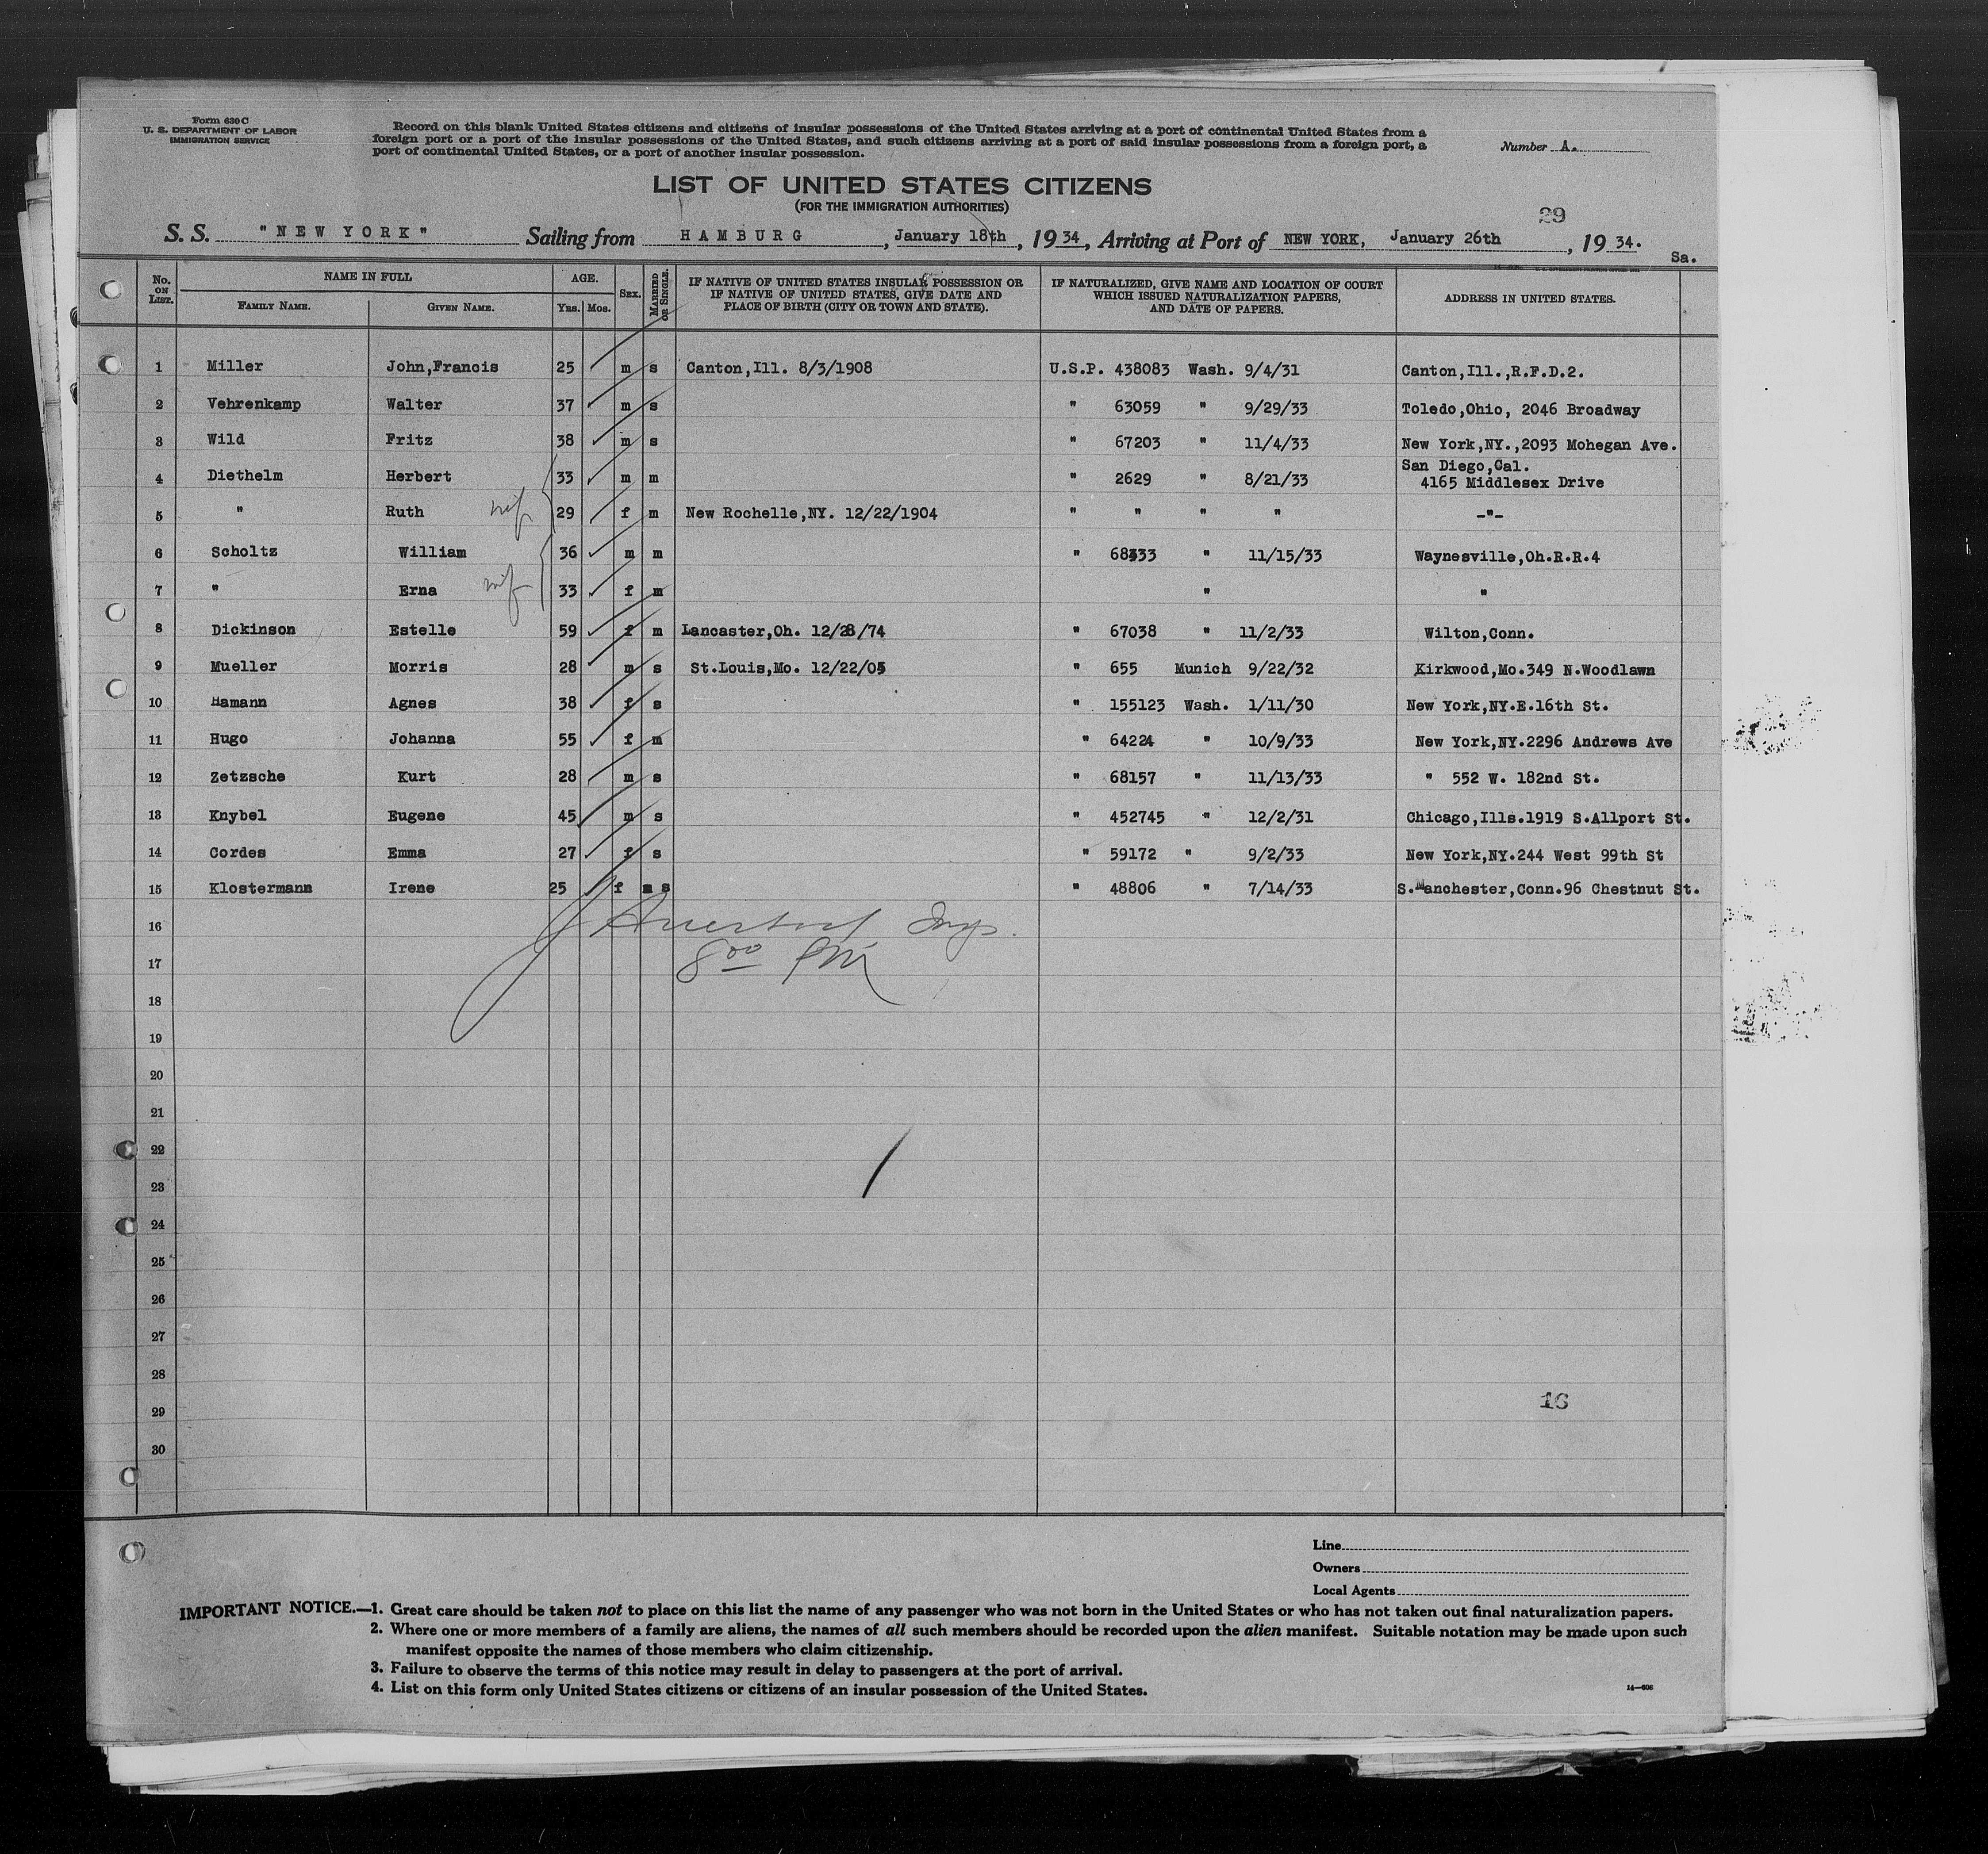 Form 630 C
U. S. DEPARTMENT OF LABOR
IMMIGRATION SERVICE
Record on this blank United States citizens and citizens of insular possessions of the United States arriving at a port of continental United States from a
foreign port or a port of the insular possessions of the United States, and such citizens arriving at a port of said insular possessions from a foreign port, a
port of continental United States, or a port of another insular possession.
Number A.
LIST OF UNITED STATES CITIZENS
(FOR THE IMMIGRATION AUTHORITIES)
29
S. S. "NEW YORK" Sailing from HAMBURG, January 18th, 1934, Arriving at Port of NEW YORK, January 26th, 1934.
Sa.
No. ON LIST. NAME IN FULL FAMILY NAME. GIVEN NAME. AGE. YRS. MOS. SEX. MARRIED OR SINGLE. IF NATIVE OF UNITED STATES INSULAR POSSESSION OR IF NATIVE OF UNITED STATES, GIVE DATE AND PLACE OF BIRTH (CITY OR TOWN AND STATE). IF NATURALIZED, GIVE NAME AND LOCATION OF COURT WHICH ISSUED NATURALIZATION PAPERS, AND DATE OF PAPERS. ADDRESS IN UNITED STATES.
1 Miller John,Francis 25 m s Canton,Ill. 8/3/1908 U.S.P. 438083 Wash. 9/4/31 Canton,Ill.,R.F.D.2.
2 Vehrenkamp Walter 37 m s " 63059 " 9/29/33 Toledo,Ohio, 2046 Broadway
3 Wild Fritz 38 m s " 67203 " 11/4/33 New York,NY.,2093 Mohegan Ave.
4 Diethelm Herbert 33 m m " 2629 " 8/21/33 San Diego,Cal.
4165 Middlesex Drive
5 " Ruth wife 29 f m New Rochelle,NY. 12/22/1904 " " " " -"-
6 Scholtz William 36 m m " 68333 " 11/15/33 Waynesville,Oh.R.R.4
7 " Erna wife 33 f m " "
8 Dickinson Estelle 59 f m Lancaster,Oh. 12/28/74 " 67038 " 11/2/33 Wilton,Conn.
9 Mueller Morris 28 m s St.Louis,Mo. 12/22/05 " 655 Munich 9/22/32 Kirkwood,Mo.349 N.Woodlawn
10 Hamann Agnes 38 f s " 155123 Wash. 1/11/30 New York,NY.E.16th St.
11 Hugo Johanna 55 f m " 64224 " 10/9/33 New York,NY.2296 Andrews Ave
12 Zetzsche Kurt 28 m s " 68157 " 11/13/33 " 552 W. 182nd St.
13 Knybel Eugene 45 m s " 452745 " 12/2/31 Chicago,Ills.1919 S.Allport St.
14 Cordes Emma 27 f s " 59172 " 9/2/33 New York,NY.244 West 99th St
15 Klostermann Irene 25 f s " 48806 " 7/14/33 S.Manchester,Conn.96 Chestnut St.
16
Insp.
17
8 00 PM
18
19
20
21
22
23
24
25
26
27
28
16
29
30
Line
Owners
Local Agents
IMPORTANT NOTICE.—1. Great care should be taken not to place on this list the name of any passenger who was not born in the United States or who has not taken out final naturalization papers.
2. Where one or more members of a family are aliens, the names of all such members should be recorded upon the alien manifest. Suitable notation may be made upon such
manifest opposite the names of those members who claim citizenship.
3. Failure to observe the terms of this notice may result in delay to passengers at the port of arrival.
4. List on this form only United States citizens or citizens of an insular possession of the United States.
14—606